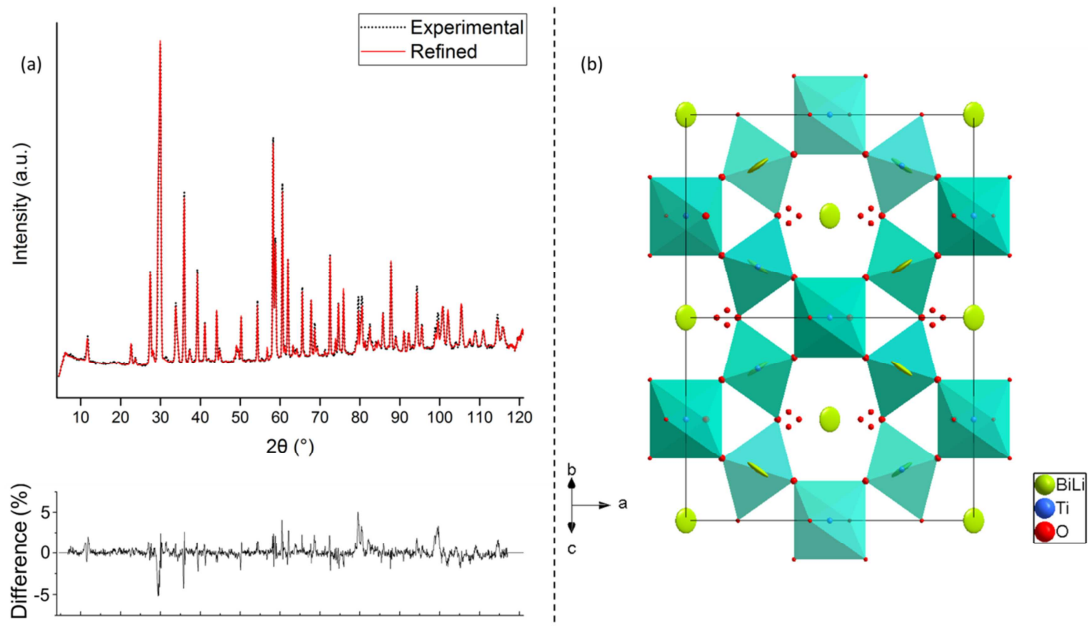 (a)
Experimental
Refined
Intensity (a.u.)
10 20 30 40 50 60 70 80 90 100 110 120
2θ (°)
Difference (%)
5
0
-5
(b)
b
a
c
BiLi
Ti
O